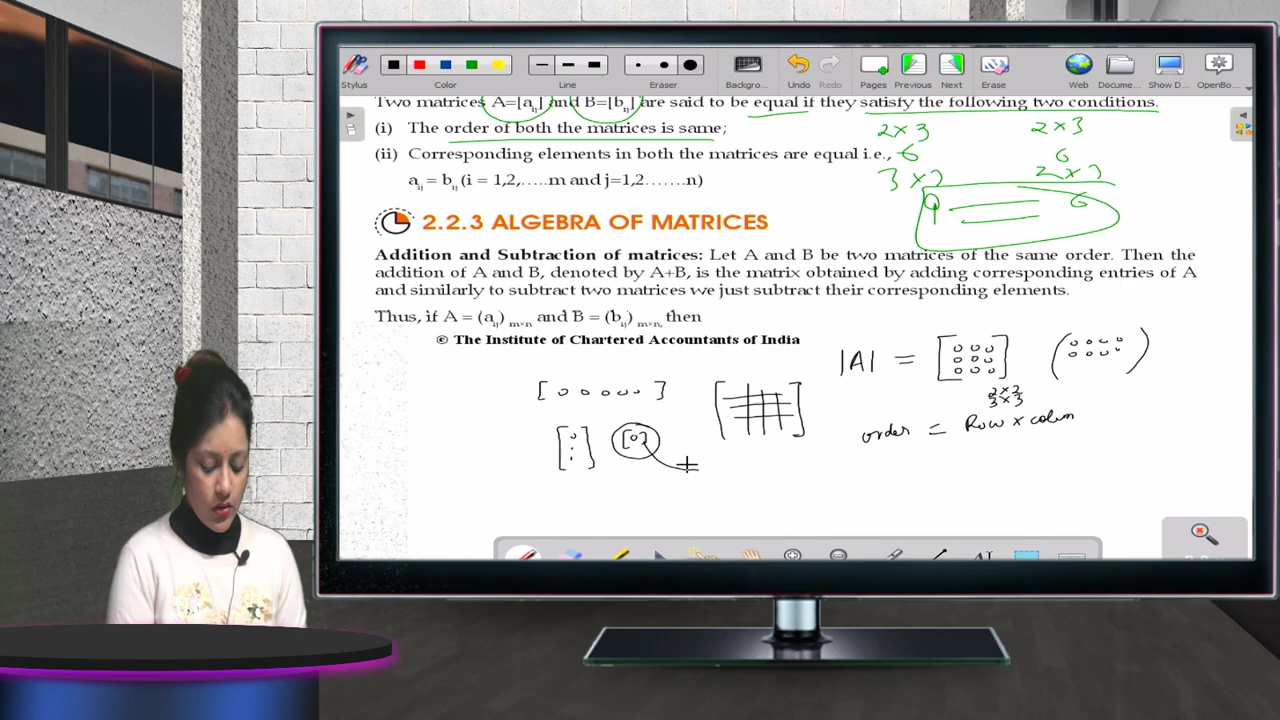 Stylus Color Line Eraser Backgro... Undo Redo Pages Previous Next Erase Web Docume... Show D... OpenBo...
Two matrices A=[aij] and B=[bij] are said to be equal if they satisfy the following two conditions.
(i) The order of both the matrices is same;
2 × 3 2 × 3
(ii) Corresponding elements in both the matrices are equal i.e.,
6 6
aij = bij (i = 1,2,.....m and j=1,2.......n)
6
2.2.3 ALGEBRA OF MATRICES
Addition and Subtraction of matrices: Let A and B be two matrices of the same order. Then the
addition of A and B, denoted by A+B, is the matrix obtained by adding corresponding entries of A
and similarly to subtract two matrices we just subtract their corresponding elements.
Thus, if A = (aij) m×n and B = (bij) m×n, then
© The Institute of Chartered Accountants of India
|A| =
3 × 3
order = Row × colum